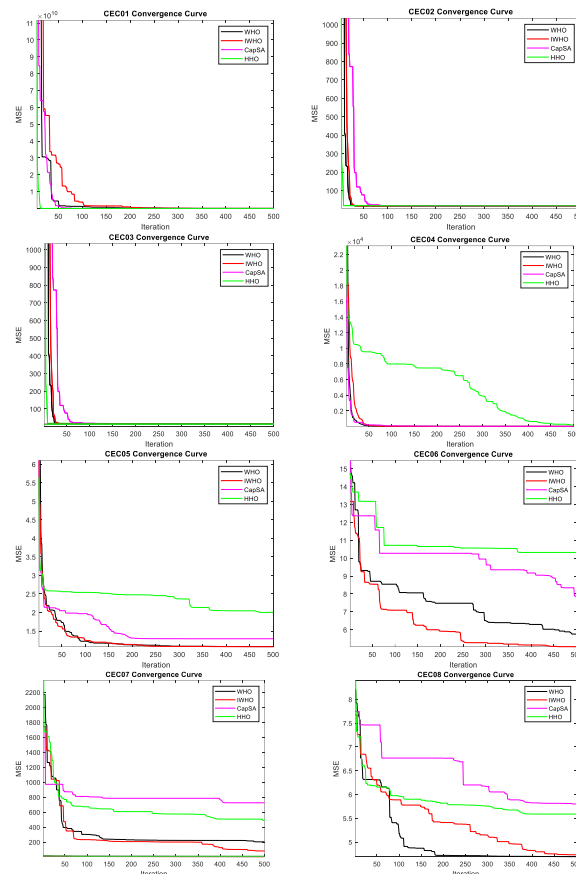 CEC01 Convergence Curve
×10^10
11
10
9
8
7
6
5
4
3
2
1
MSE
50 100 150 200 250 300 350 400 450 500
Iteration
WHO
IWHO
CapSA
HHO
CEC02 Convergence Curve
1000
900
800
700
600
500
400
300
200
100
MSE
50 100 150 200 250 300 350 400 450 500
Iteration
WHO
IWHO
CapSA
HHO
CEC03 Convergence Curve
1000
900
800
700
600
500
400
300
200
100
MSE
50 100 150 200 250 300 350 400 450 500
Iteration
WHO
IWHO
CapSA
HHO
CEC04 Convergence Curve
×10^4
2.2
2
1.8
1.6
1.4
1.2
1
0.8
0.6
0.4
0.2
MSE
50 100 150 200 250 300 350 400 450 500
Iteration
WHO
IWHO
CapSA
HHO
CEC05 Convergence Curve
6
5.5
5
4.5
4
3.5
3
2.5
2
1.5
MSE
50 100 150 200 250 300 350 400 450 500
Iteration
WHO
IWHO
CapSA
HHO
CEC06 Convergence Curve
15
14
13
12
11
10
9
8
7
6
5
MSE
50 100 150 200 250 300 350 400 450 500
Iteration
WHO
IWHO
CapSA
HHO
CEC07 Convergence Curve
2200
2000
1800
1600
1400
1200
1000
800
600
400
200
MSE
50 100 150 200 250 300 350 400 450 500
Iteration
WHO
IWHO
CapSA
HHO
CEC08 Convergence Curve
8
7.5
7
6.5
6
5.5
5
MSE
50 100 150 200 250 300 350 400 450 500
Iteration
WHO
IWHO
CapSA
HHO